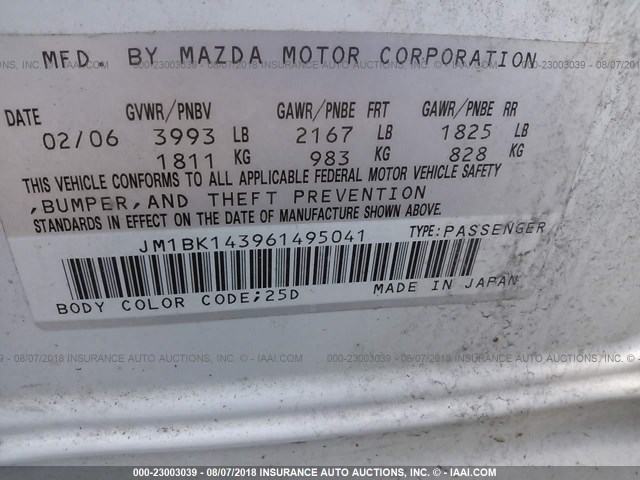 MFD. BY MAZDA MOTOR CORPORATION
DATE GVWR/PNBV GAWR/PNBE FRT GAWR/PNBE RR
02/06 3993 LB 2167 LB 1825 LB
1811 KG 983 KG 828 KG
THIS VEHICLE CONFORMS TO ALL APPLICABLE FEDERAL MOTOR VEHICLE SAFETY
,BUMPER,AND THEFT PREVENTION
STANDARDS IN EFFECT ON THE DATE OF MANUFACTURE SHOWN ABOVE.
JM1BK143961495041 TYPE:PASSENGER
BODY COLOR CODE;25D MADE IN JAPAN
000-23003039 - 08/07/2018 INSURANCE AUTO AUCTIONS, INC. - IAAI.COM